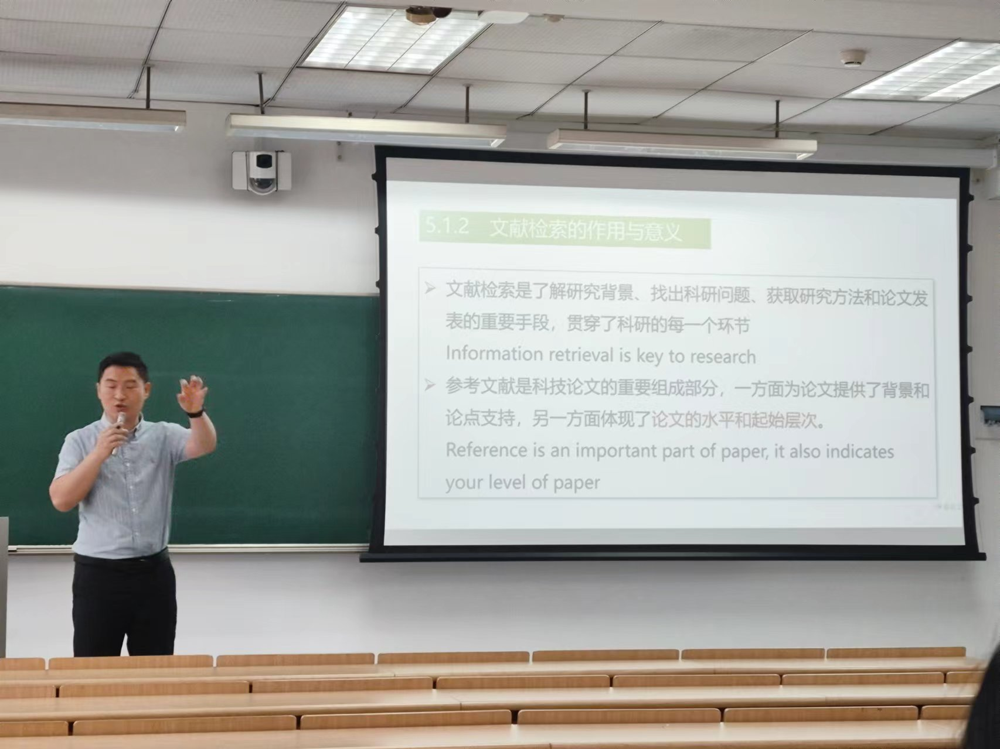 5.1.2 文献检索的作用与意义
➢ 文献检索是了解研究背景、找出科研问题、获取研究方法和论文发
表的重要手段，贯穿了科研的每一个环节
Information retrieval is key to research
➢ 参考文献是科技论文的重要组成部分，一方面为论文提供了背景和
论点支持，另一方面体现了论文的水平和起始层次。
Reference is an important part of paper, it also indicates
your level of paper